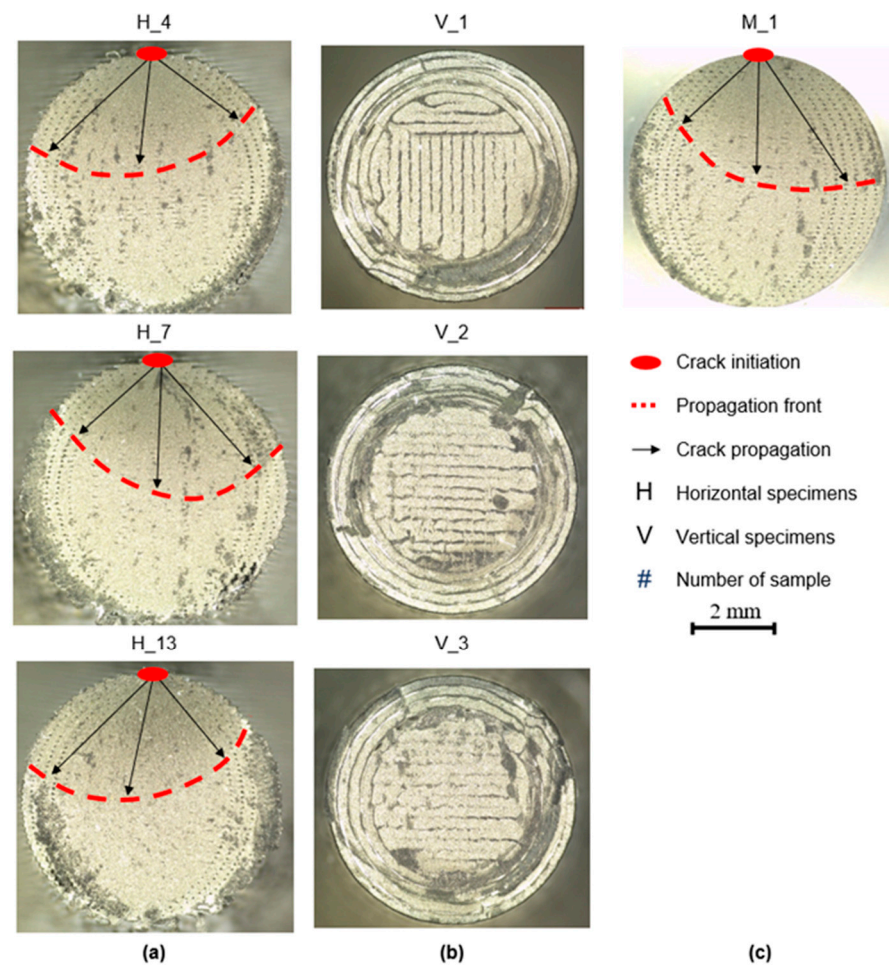 H_4
V_1
M_1
H_7
V_2
Crack initiation
Propagation front
Crack propagation
H Horizontal specimens
V Vertical specimens
# Number of sample
2 mm
H_13
V_3
(a)
(b)
(c)